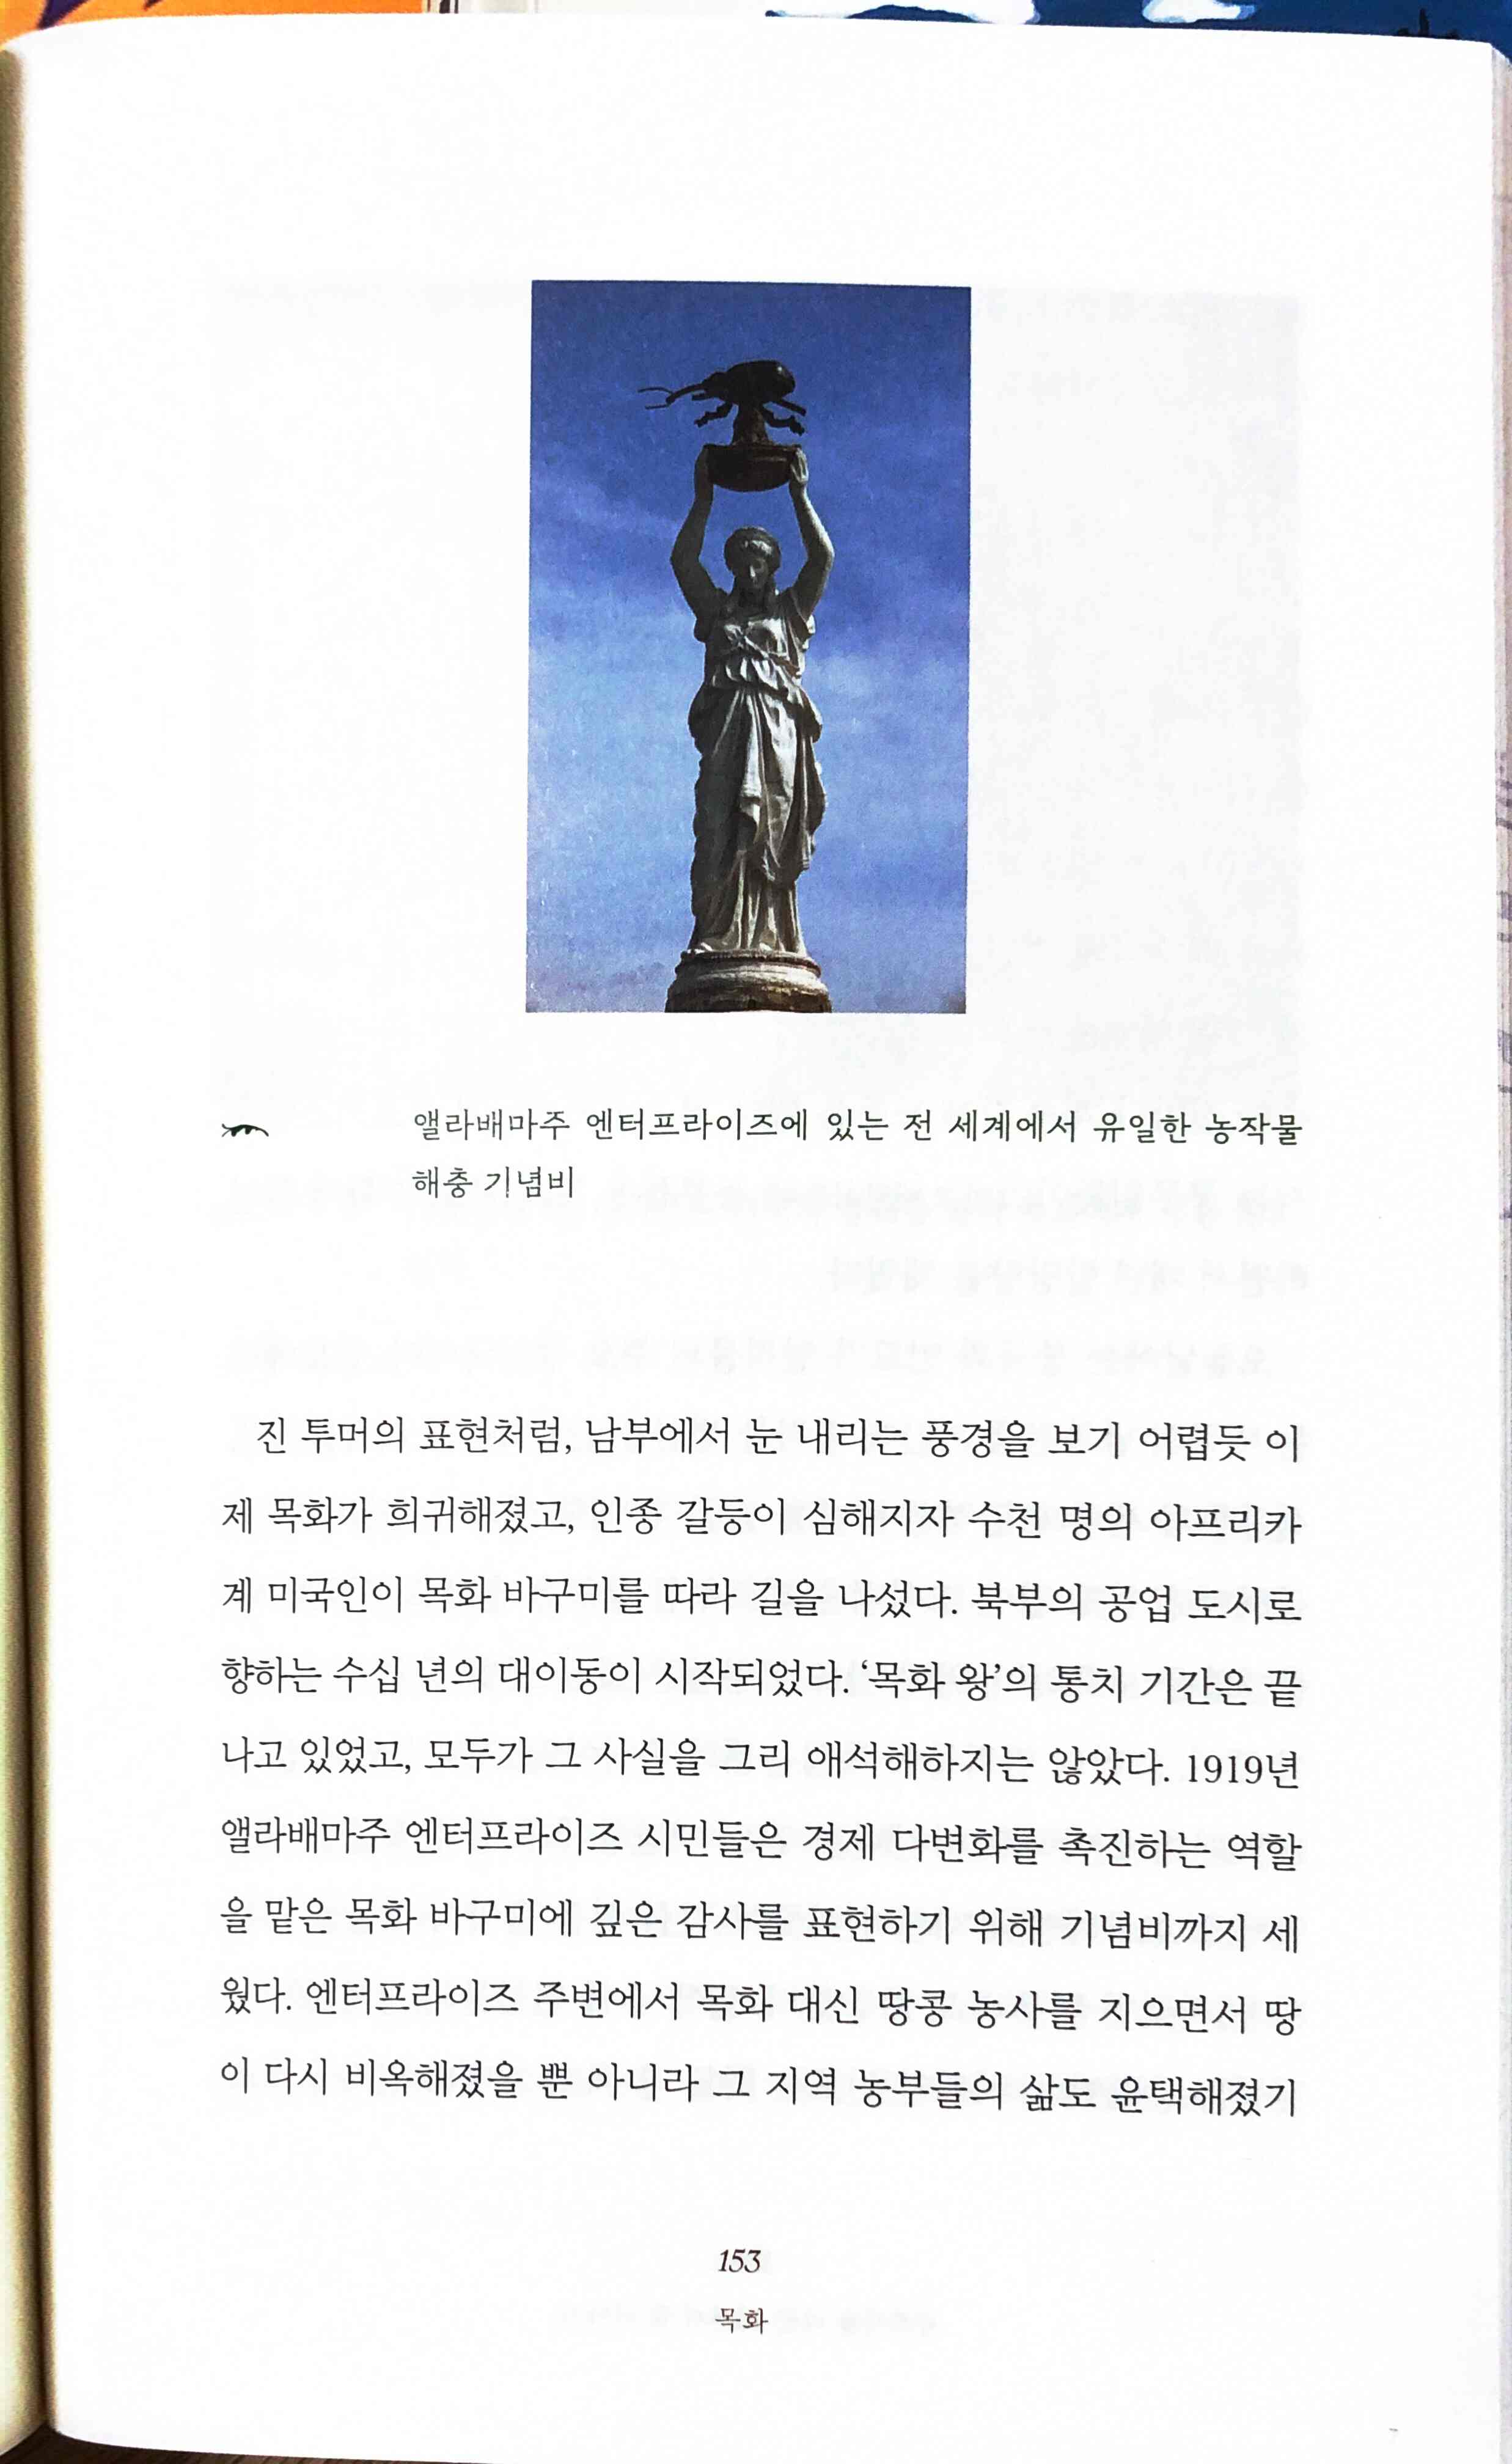 앨라배마주 엔터프라이즈에 있는 전 세계에서 유일한 농작물
해충 기념비
진 투머의 표현처럼, 남부에서 눈 내리는 풍경을 보기 어렵듯 이
제 목화가 희귀해졌고, 인종 갈등이 심해지자 수천 명의 아프리카
계 미국인이 목화 바구미를 따라 길을 나섰다. 북부의 공업 도시로
향하는 수십 년의 대이동이 시작되었다. ‘목화 왕’의 통치 기간은 끝
나고 있었고, 모두가 그 사실을 그리 애석해하지는 않았다. 1919년
앨라배마주 엔터프라이즈 시민들은 경제 다변화를 촉진하는 역할
을 맡은 목화 바구미에 깊은 감사를 표현하기 위해 기념비까지 세
웠다. 엔터프라이즈 주변에서 목화 대신 땅콩 농사를 지으면서 땅
이 다시 비옥해졌을 뿐 아니라 그 지역 농부들의 삶도 윤택해졌기
153
목화